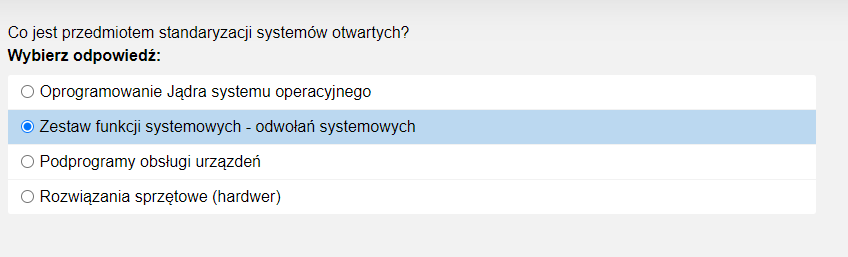 Co jest przedmiotem standaryzacji systemów otwartych?
Wybierz odpowiedź:
Oprogramowanie Jądra systemu operacyjnego
Zestaw funkcji systemowych - odwołań systemowych
Podprogramy obsługi urzązdeń
Rozwiązania sprzętowe (hardwer)